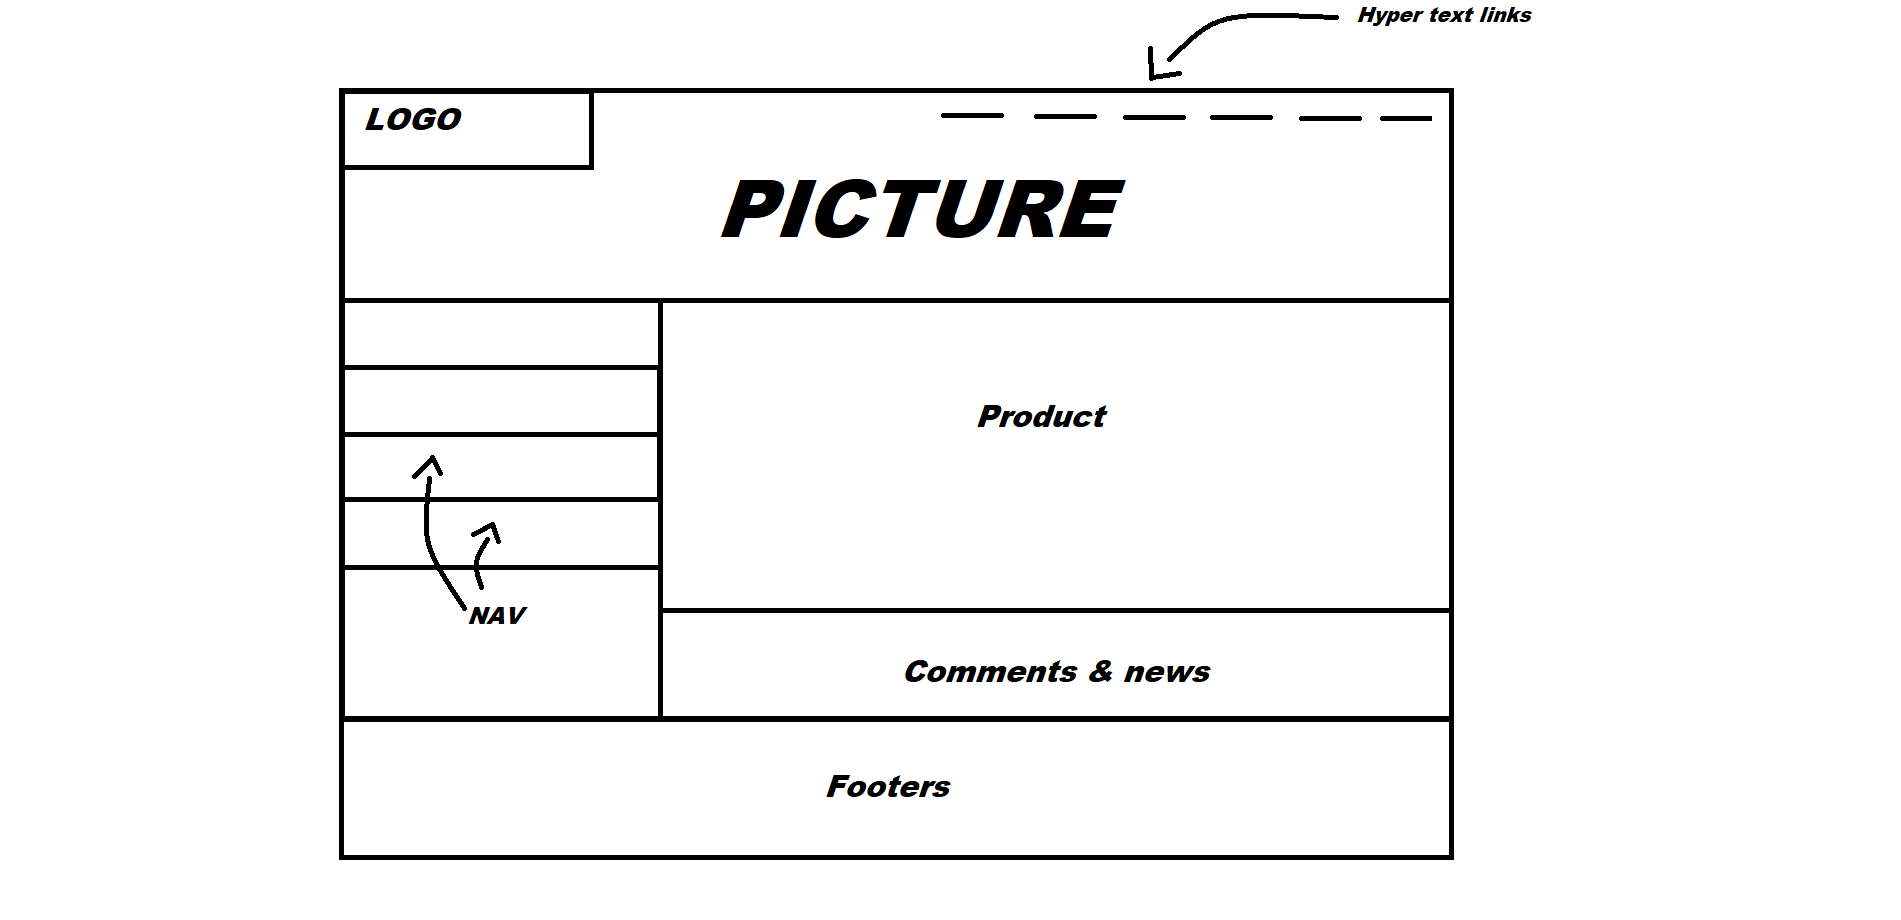 Hyper text links
LOGO
PICTURE
Product
NAV
Comments & news
Footers